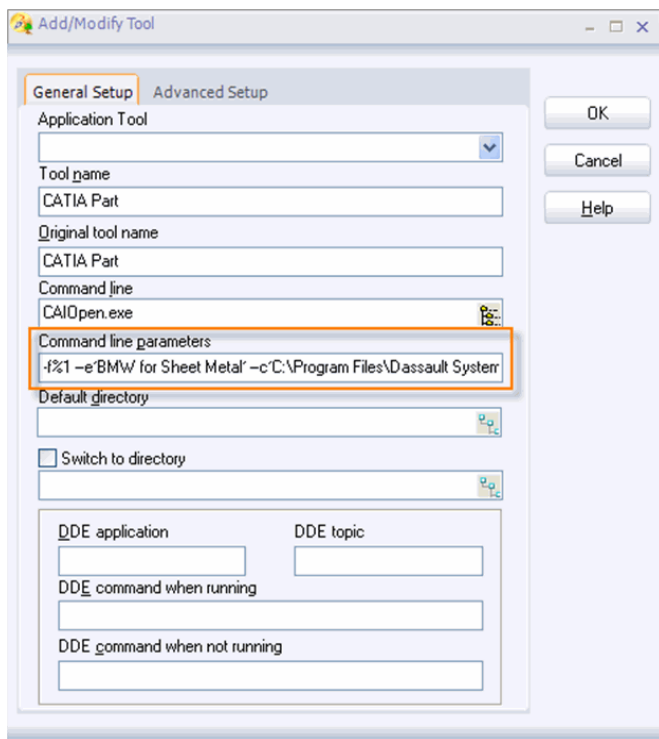 Add/Modify Tool
General Setup
Advanced Setup
Application Tool
OK
Cancel
Tool name
CATIA Part
Help
Original tool name
CATIA Part
Command line
CAIOpen.exe
Command line parameters
-f%1 –e´BMW for Sheet Metal´ –c´C:\Program Files\Dassault System
Default directory
Switch to directory
DDE application
DDE topic
DDE command when running
DDE command when not running